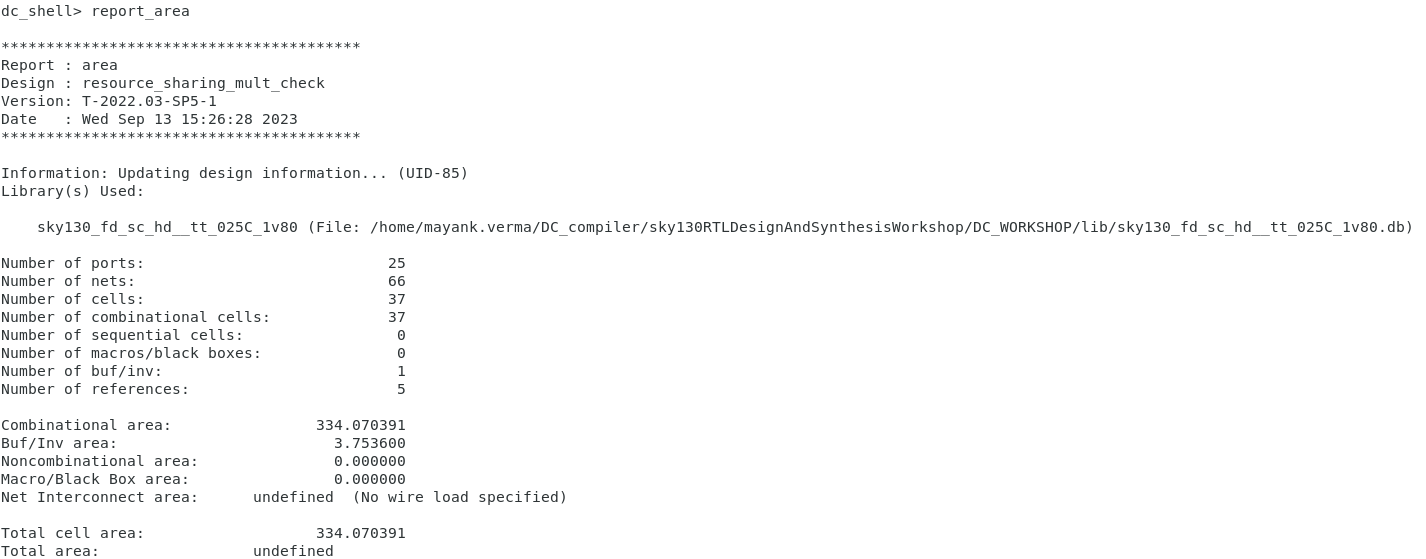 dc_shell> report_area
****************************************
Report : area
Design : resource_sharing_mult_check
Version: T-2022.03-SP5-1
Date   : Wed Sep 13 15:26:28 2023
****************************************
Information: Updating design information... (UID-85)
Library(s) Used:
    sky130_fd_sc_hd__tt_025C_1v80 (File: /home/mayank.verma/DC_compiler/sky130RTLDesignAndSynthesisWorkshop/DC_WORKSHOP/lib/sky130_fd_sc_hd__tt_025C_1v80.db)
Number of ports:                           25
Number of nets:                            66
Number of cells:                           37
Number of combinational cells:             37
Number of sequential cells:                 0
Number of macros/black boxes:               0
Number of buf/inv:                          1
Number of references:                       5
Combinational area:                334.070391
Buf/Inv area:                        3.753600
Noncombinational area:               0.000000
Macro/Black Box area:                0.000000
Net Interconnect area:      undefined  (No wire load specified)
Total cell area:                   334.070391
Total area:                 undefined